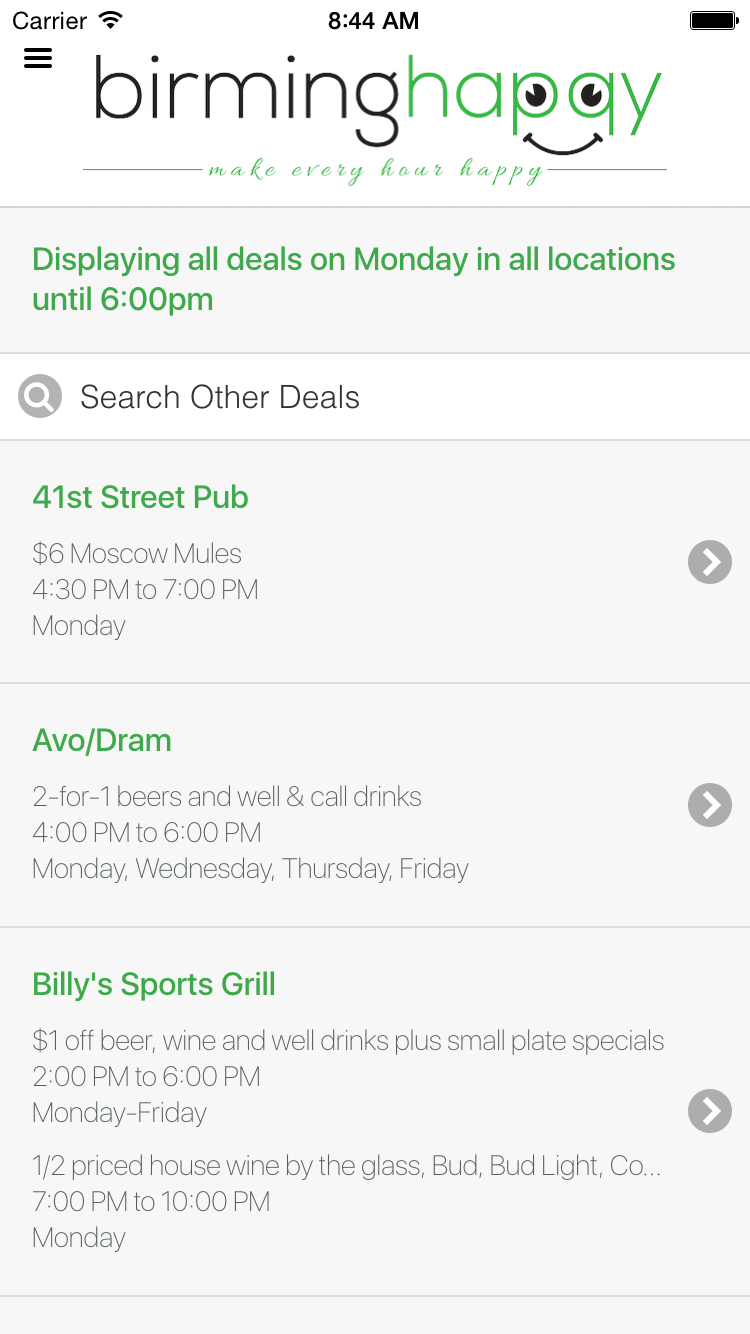 Carrier 8:44 AM
birminghappy
make every hour happy
Displaying all deals on Monday in all locations
until 6:00pm
Search Other Deals
41st Street Pub
$6 Moscow Mules
4:30 PM to 7:00 PM
Monday
Avo/Dram
2-for-1 beers and well & call drinks
4:00 PM to 6:00 PM
Monday, Wednesday, Thursday, Friday
Billy's Sports Grill
$1 off beer, wine and well drinks plus small plate specials
2:00 PM to 6:00 PM
Monday-Friday
1/2 priced house wine by the glass, Bud, Bud Light, Co...
7:00 PM to 10:00 PM
Monday